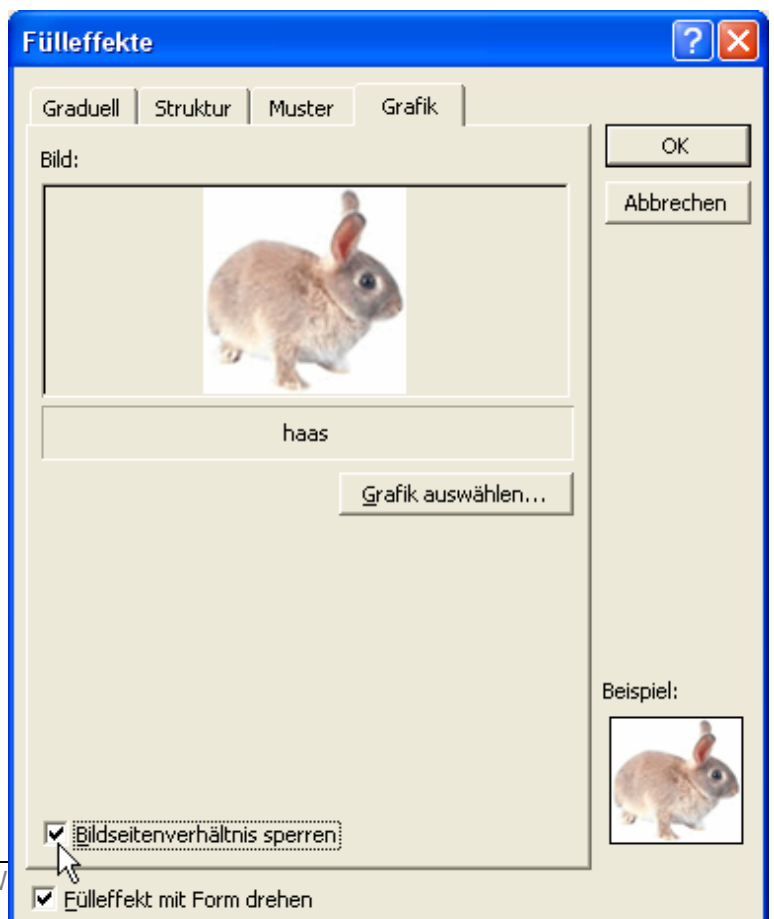 Fülleffekte
Graduell Struktur Muster Grafik
OK
Bild:
Abbrechen
haas
Grafik auswählen...
Beispiel:
Bildseitenverhältnis sperren
/
Fülleffekt mit Form drehen